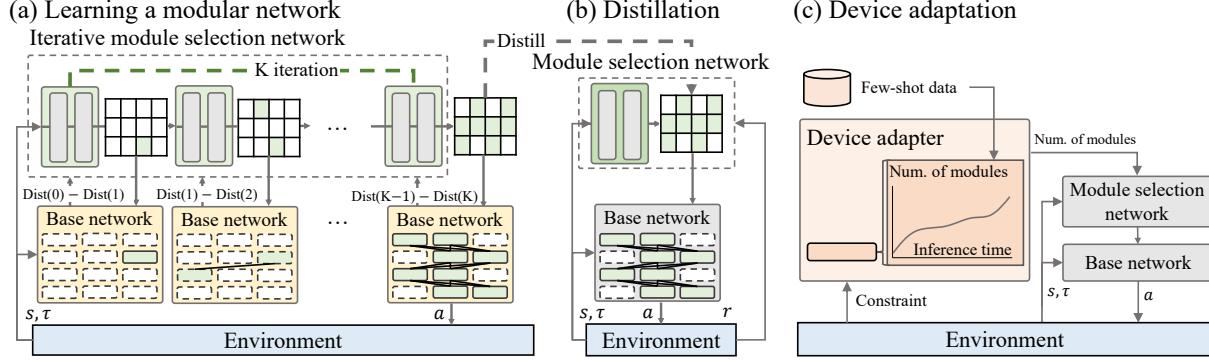 (a) Learning a modular network
Iterative module selection network
K iteration
...
Dist(0) − Dist(1)
Dist(1) − Dist(2)
Dist(K−1) − Dist(K)
Base network
Base network
...
Base network
s, τ
a
Environment
(b) Distillation
Distill
Module selection network
Base network
s, τ
a
r
Environment
(c) Device adaptation
Few-shot data
Device adapter
Num. of modules
Inference time
Num. of modules
Module selection
network
Base network
Constraint
s, τ
a
Environment